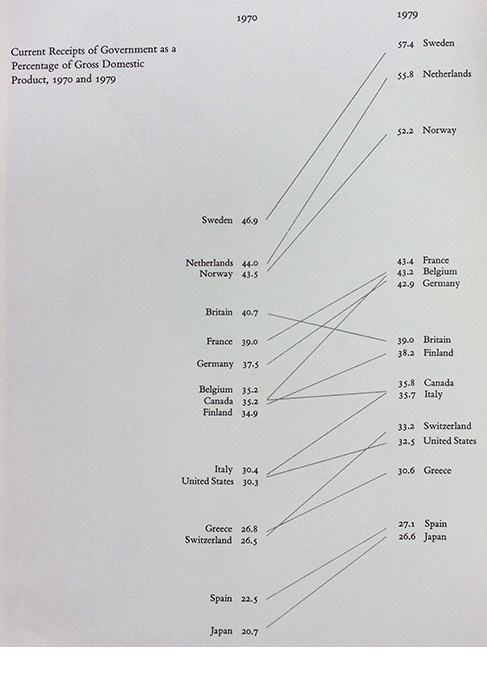 1970
1979
Current Receipts of Government as a
Percentage of Gross Domestic
Product, 1970 and 1979
57.4 Sweden
55.8 Netherlands
52.2 Norway
Sweden 46.9
Netherlands 44.0
Norway 43.5
43.4 France
43.2 Belgium
42.9 Germany
Britain 40.7
France 39.0
39.0 Britain
38.2 Finland
Germany 37.5
Belgium 35.2
Canada 35.2
Finland 34.9
35.8 Canada
35.7 Italy
33.2 Switzerland
32.5 United States
Italy 30.4
United States 30.3
30.6 Greece
Greece 26.8
Switzerland 26.5
27.1 Spain
26.6 Japan
Spain 22.5
Japan 20.7